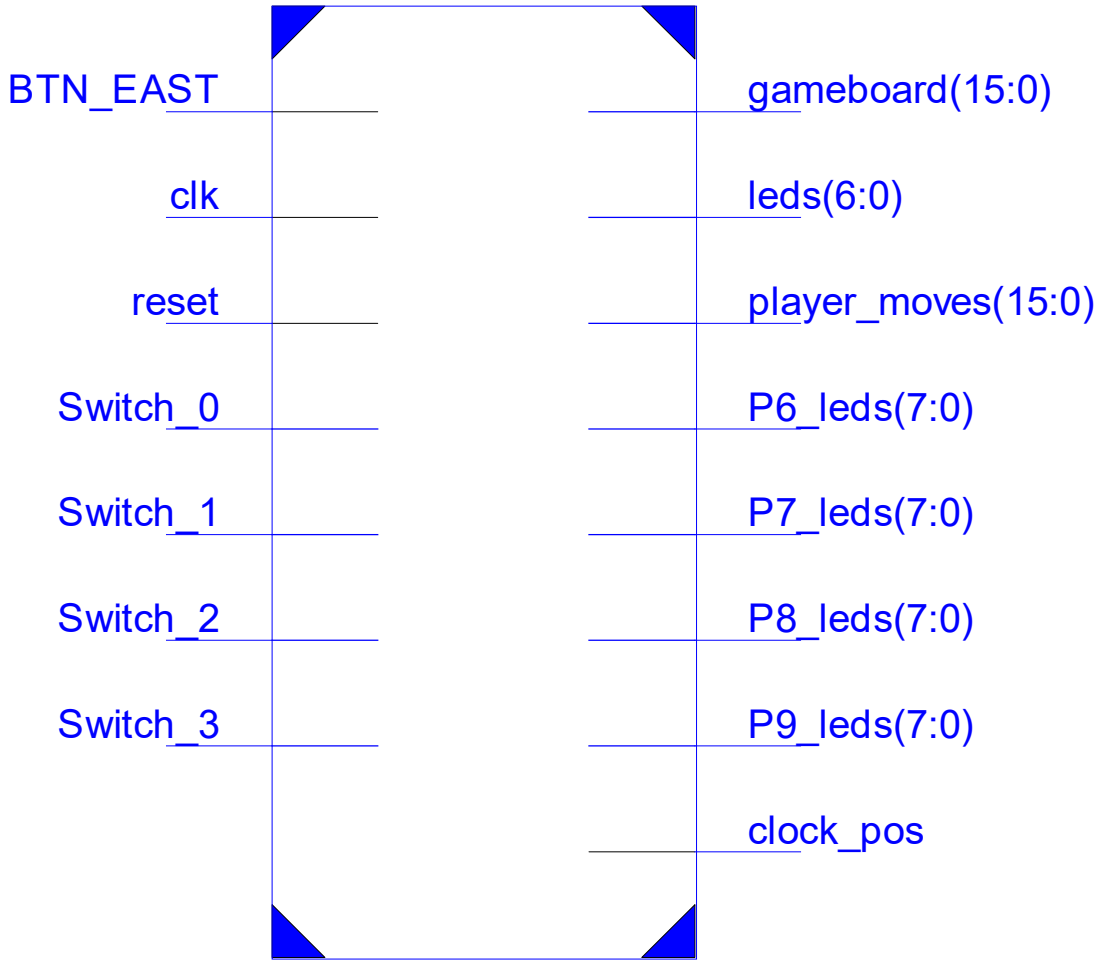 BTN_EAST gameboard(15:0)
clk leds(6:0)
reset player_moves(15:0)
Switch_0 P6_leds(7:0)
Switch_1 P7_leds(7:0)
Switch_2 P8_leds(7:0)
Switch_3 P9_leds(7:0)
clock_pos